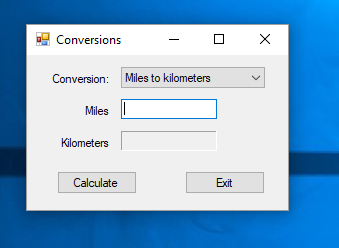 Conversions
Conversion: Miles to kilometers
Miles
Kilometers
Calculate Exit